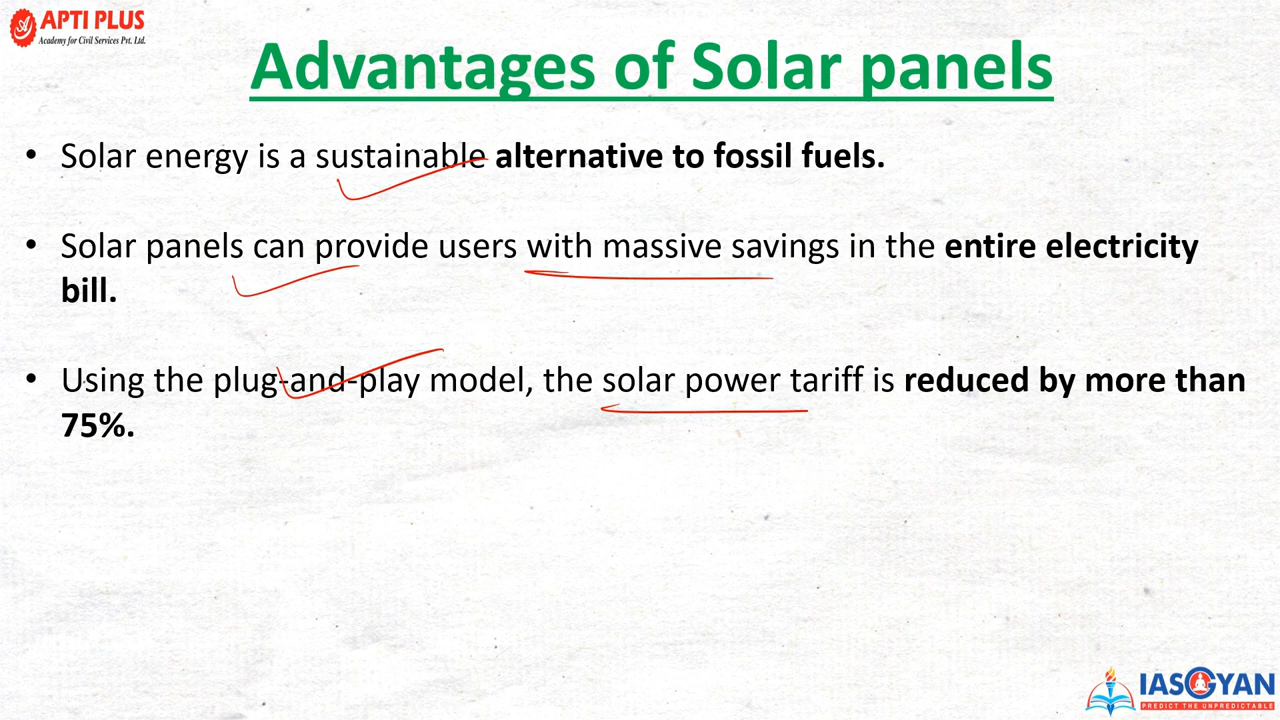 APTI PLUS
Academy for Civil Services Pvt. Ltd.
Advantages of Solar panels
• Solar energy is a sustainable alternative to fossil fuels.
• Solar panels can provide users with massive savings in the entire electricity
bill.
• Using the plug-and-play model, the solar power tariff is reduced by more than
75%.
IASGYAN
PREDICT THE UNPREDICTABLE